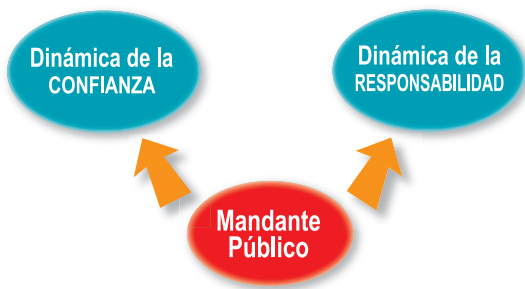 Dinámica de la
CONFIANZA
Dinámica de la
RESPONSABILIDAD
Mandante
Público